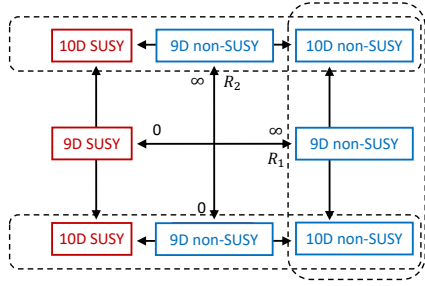 10D SUSY 9D non-SUSY 10D non-SUSY
∞ R₂
9D SUSY 0 ∞ 9D non-SUSY
R₁
0
10D SUSY 9D non-SUSY 10D non-SUSY